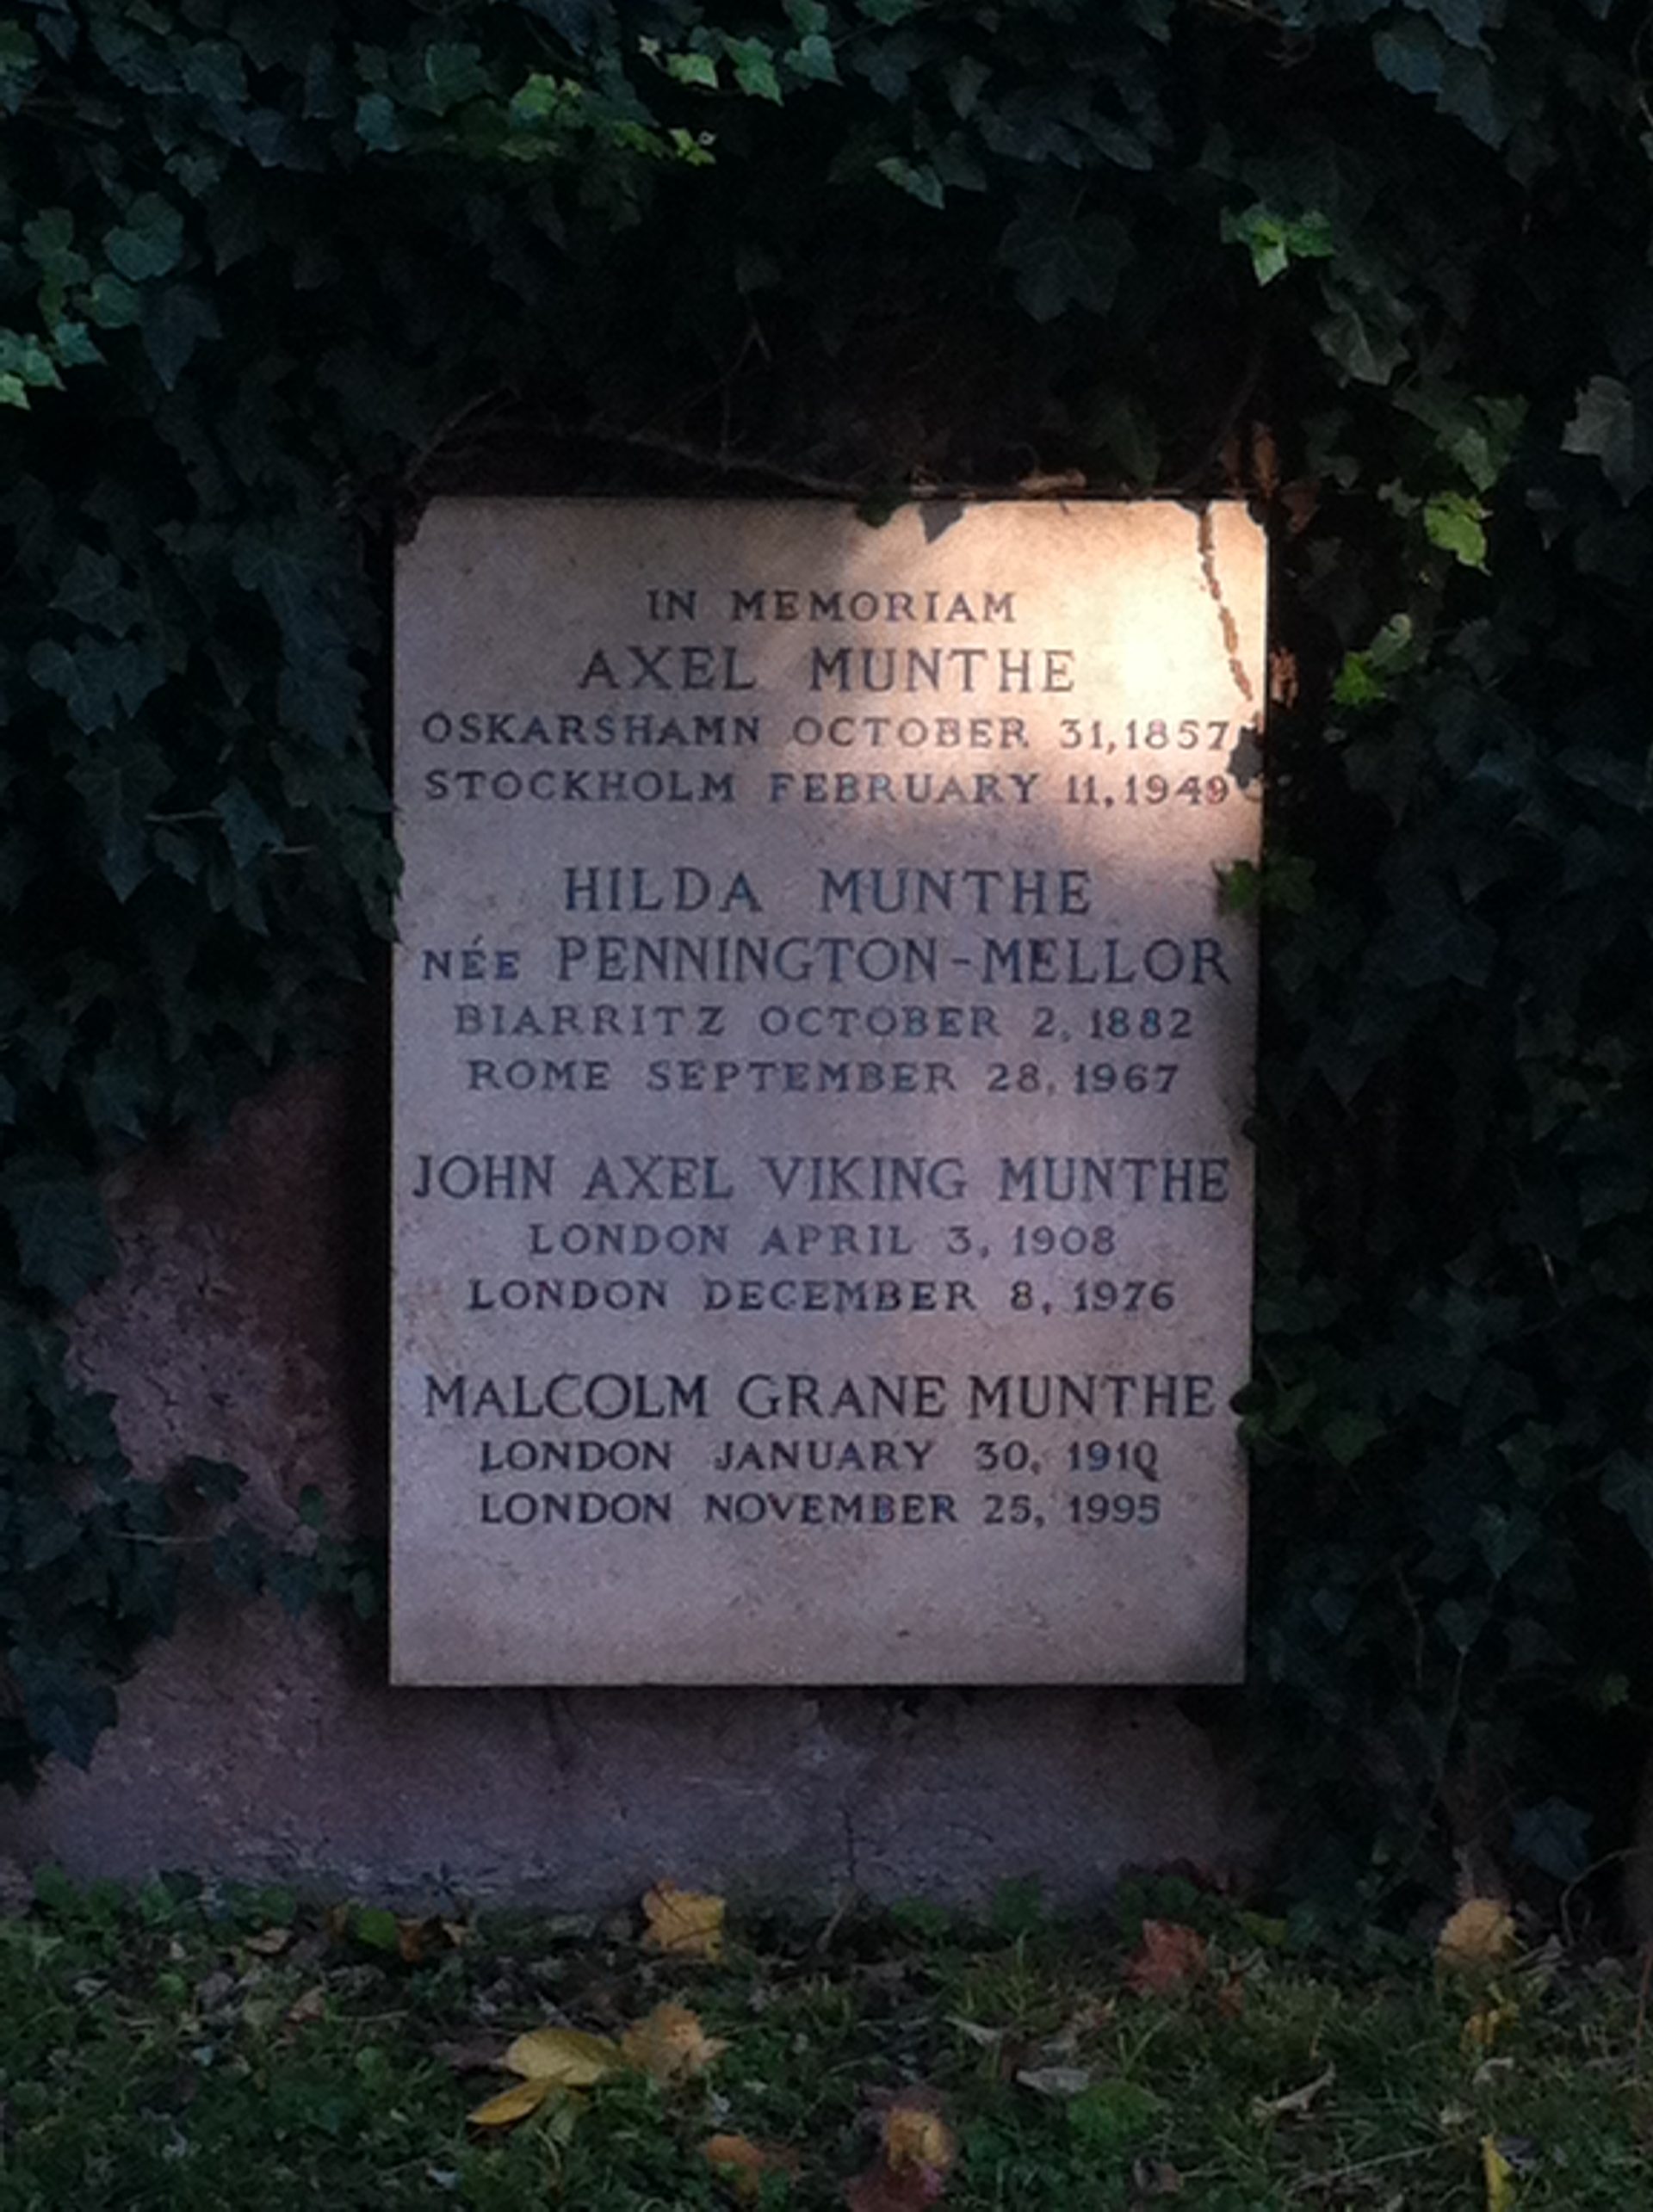 IN MEMORIAM
AXEL MUNTHE
OSKARSHAMN OCTOBER 31, 1857
STOCKHOLM FEBRUARY 11, 1949
HILDA MUNTHE
NÉE PENNINGTON-MELLOR
BIARRITZ OCTOBER 2, 1882
ROME SEPTEMBER 28, 1967
JOHN AXEL VIKING MUNTHE
LONDON APRIL 3, 1908
LONDON DECEMBER 8, 1976
MALCOLM GRANE MUNTHE
LONDON JANUARY 30, 191Q
LONDON NOVEMBER 25, 1995